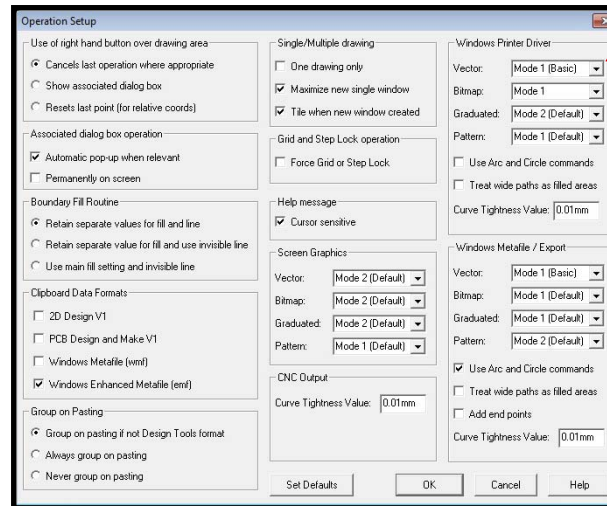 Operation Setup
Use of right hand button over drawing area
Cancels last operation where appropriate
Show associated dialog box
Resets last point (for relative coords)
Associated dialog box operation
Automatic pop-up when relevant
Permanently on screen
Boundary Fill Routine
Retain separate values for fill and line
Retain separate value for fill and use invisible line
Use main fill setting and invisible line
Clipboard Data Formats
2D Design V1
PCB Design and Make V1
Windows Metafile (wmf)
Windows Enhanced Metafile (emf)
Group on Pasting
Group on pasting if not Design Tools format
Always group on pasting
Never group on pasting
Single/Multiple drawing
One drawing only
Maximize new single window
Tile when new window created
Grid and Step Lock operation
Force Grid or Step Lock
Help message
Cursor sensitive
Screen Graphics
Vector: Mode 2 (Default)
Bitmap: Mode 2 (Default)
Graduated: Mode 2 (Default)
Pattern: Mode 1 (Default)
CNC Output
Curve Tightness Value: 0.01mm
Windows Printer Driver
Vector: Mode 1 (Basic)
Bitmap: Mode 1
Graduated: Mode 2 (Default)
Pattern: Mode 1 (Default)
Use Arc and Circle commands
Treat wide paths as filled areas
Curve Tightness Value: 0.01mm
Windows Metafile / Export
Vector: Mode 1 (Basic)
Bitmap: Mode 1 (Default)
Graduated: Mode 1 (Default)
Pattern: Mode 2 (Default)
Use Arc and Circle commands
Treat wide paths as filled areas
Add end points
Curve Tightness Value: 0.01mm
Set Defaults OK Cancel Help